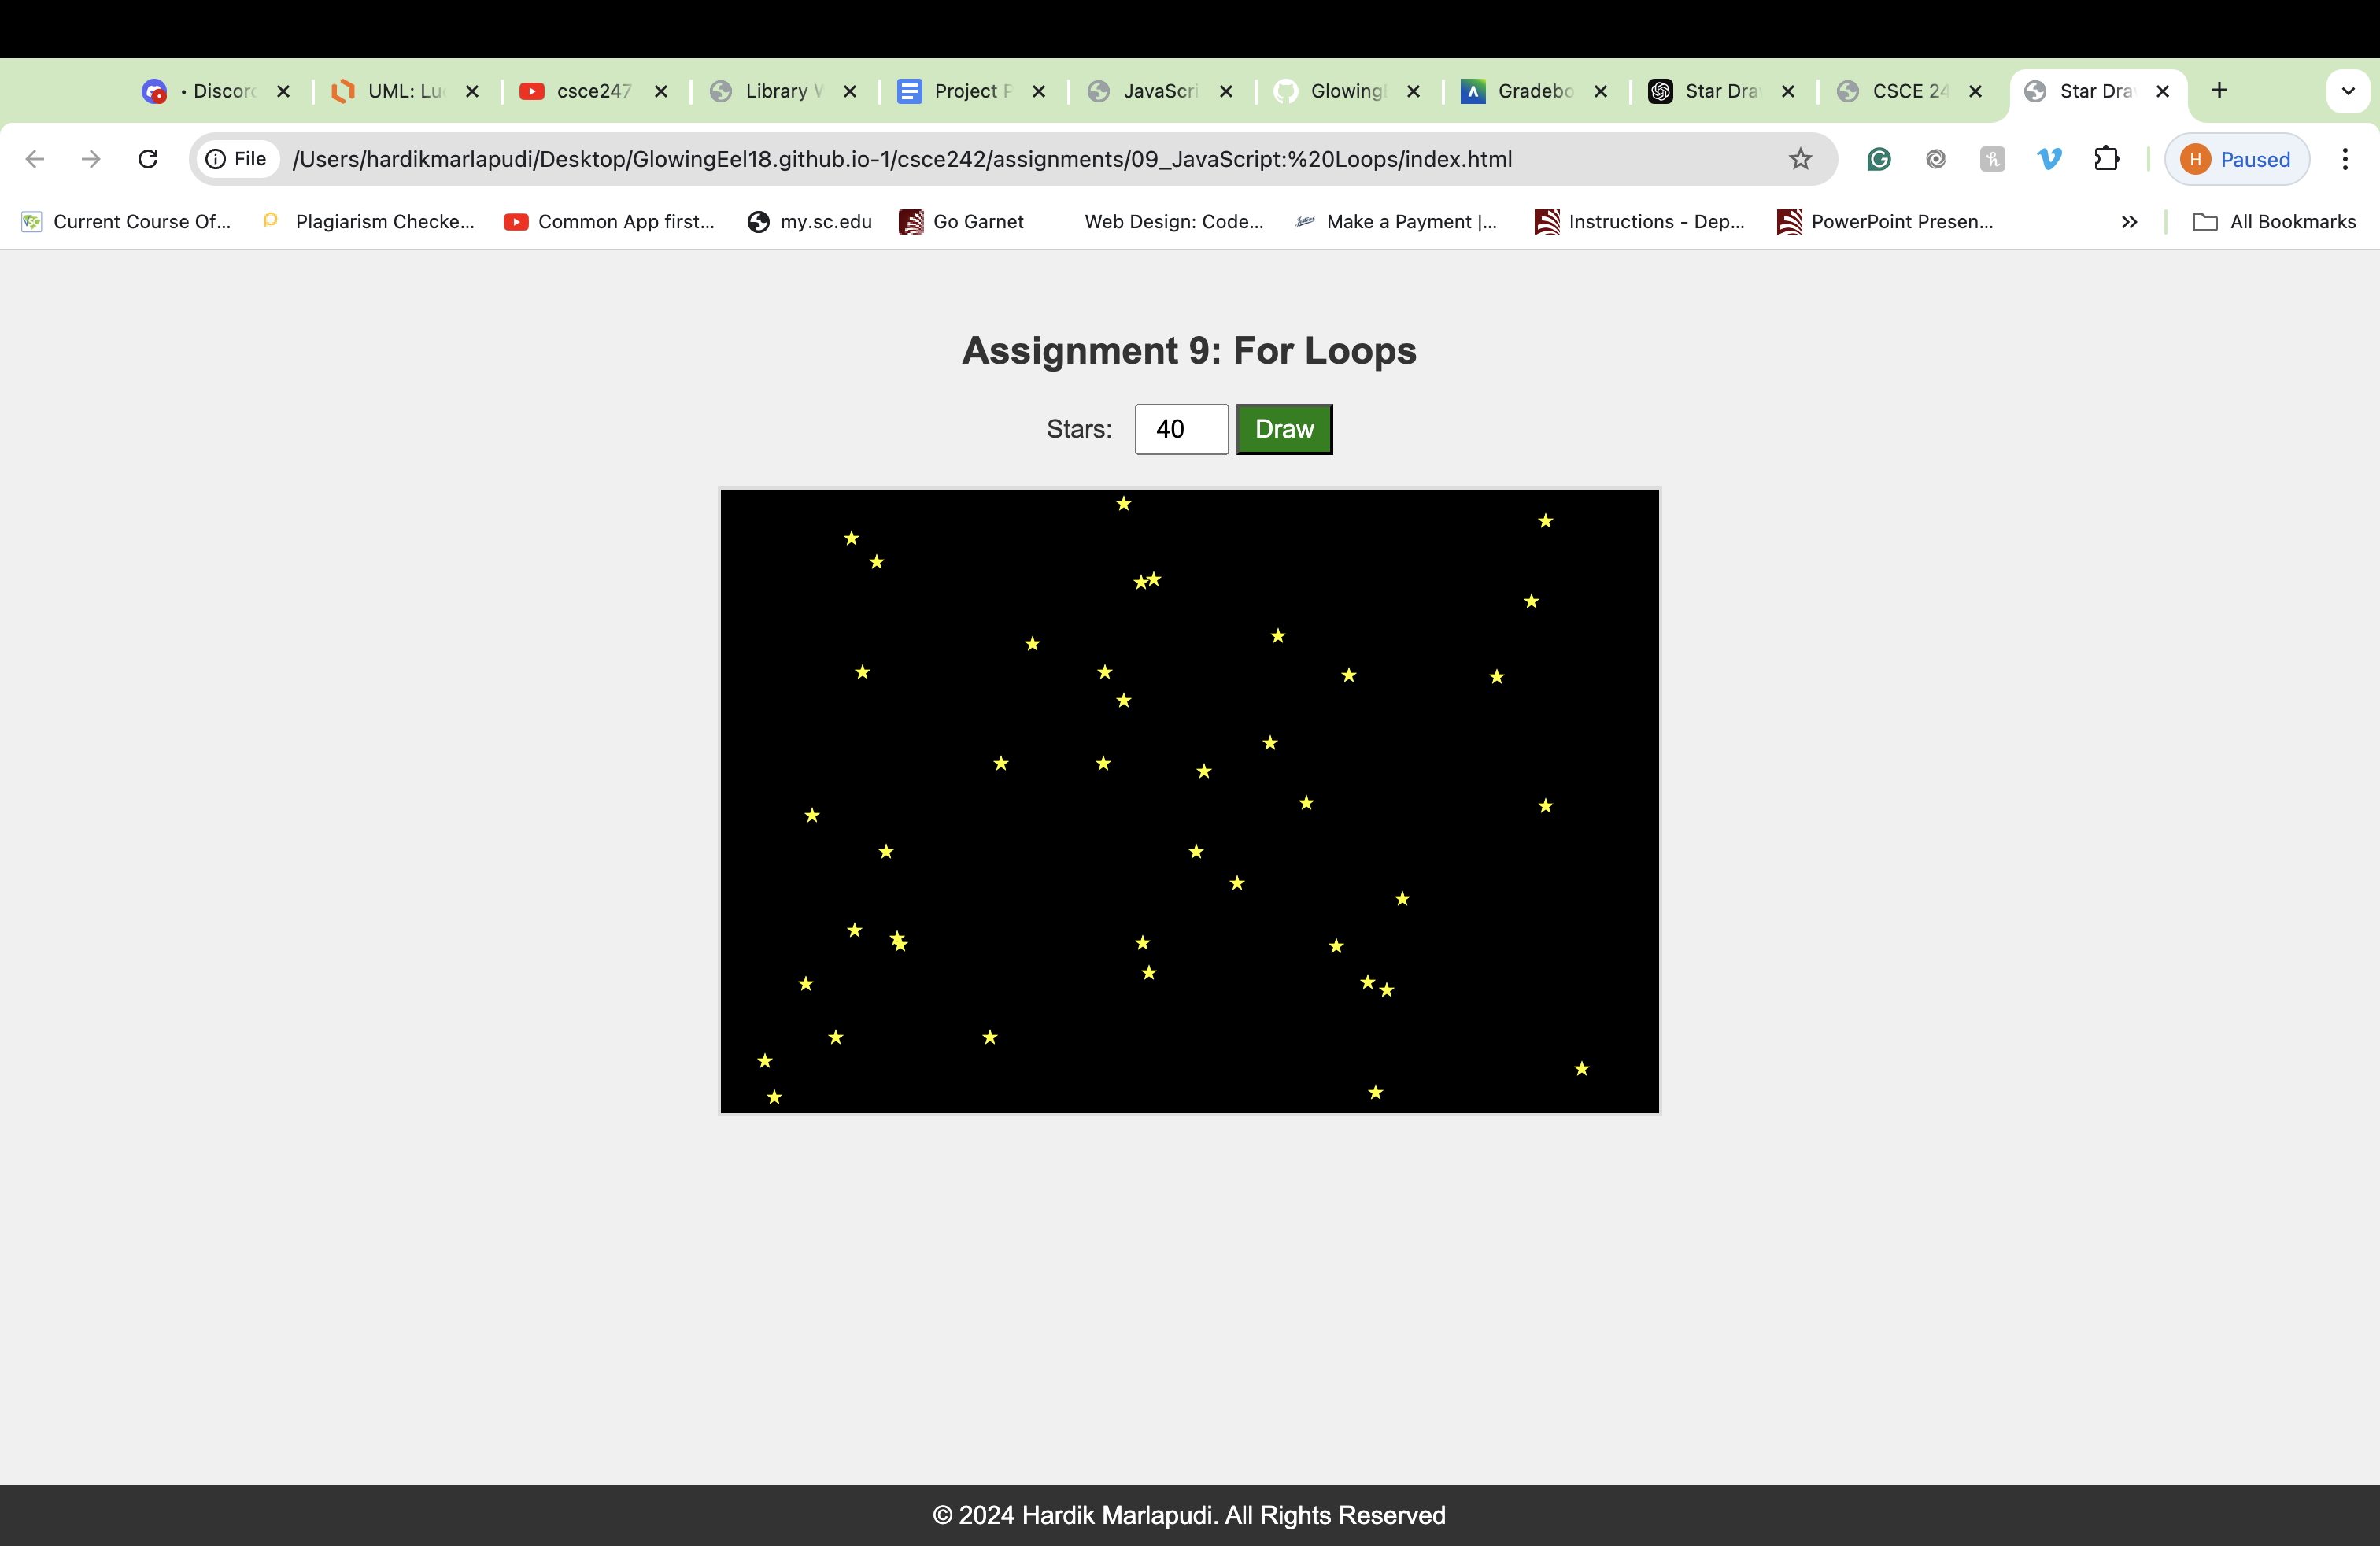 • Discord UML: Lu csce247 Library Project P JavaScri Glowing Gradebo Star Dra CSCE 24 Star Dra
File /Users/hardikmarlapudi/Desktop/GlowingEel18.github.io-1/csce242/assignments/09_JavaScript:%20Loops/index.html H Paused
Current Course Of... Plagiarism Checke... Common App first... my.sc.edu Go Garnet Web Design: Code... Make a Payment |... Instructions - Dep... PowerPoint Presen... » All Bookmarks
Assignment 9: For Loops
Stars: 40 Draw
© 2024 Hardik Marlapudi. All Rights Reserved